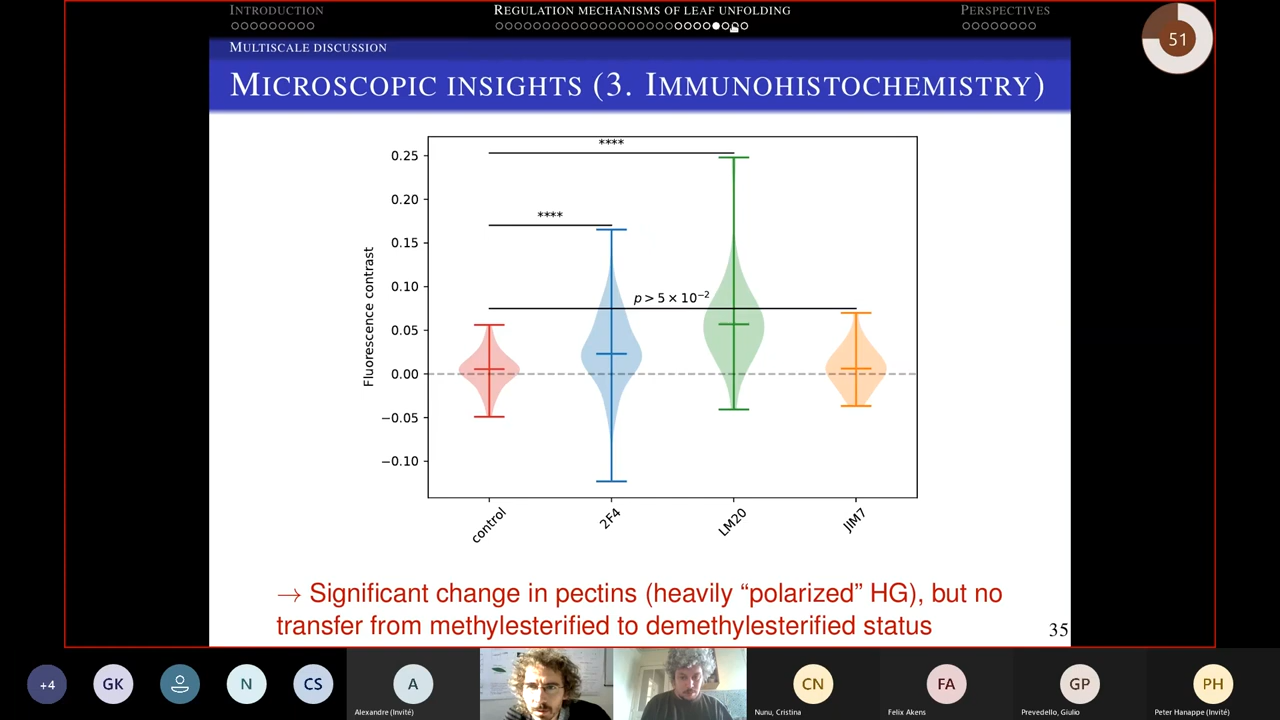 INTRODUCTION
REGULATION MECHANISMS OF LEAF UNFOLDING
PERSPECTIVES
51
MULTISCALE DISCUSSION
MICROSCOPIC INSIGHTS (3. IMMUNOHISTOCHEMISTRY)
****
0.25
0.20
****
0.15
0.10
p > 5 × 10⁻²
0.05
0.00
−0.05
−0.10
Fluorescence contrast
control
2F4
LM20
JIM7
→ Significant change in pectins (heavily “polarized” HG), but no
transfer from methylesterified to demethylesterified status
35
+4
GK
N
CS
A
CN
FA
GP
PH
Alexandre (Invité)
Nunu, Cristina
Felix Akens
Prevedello, Giulio
Peter Hanappe (Invité)